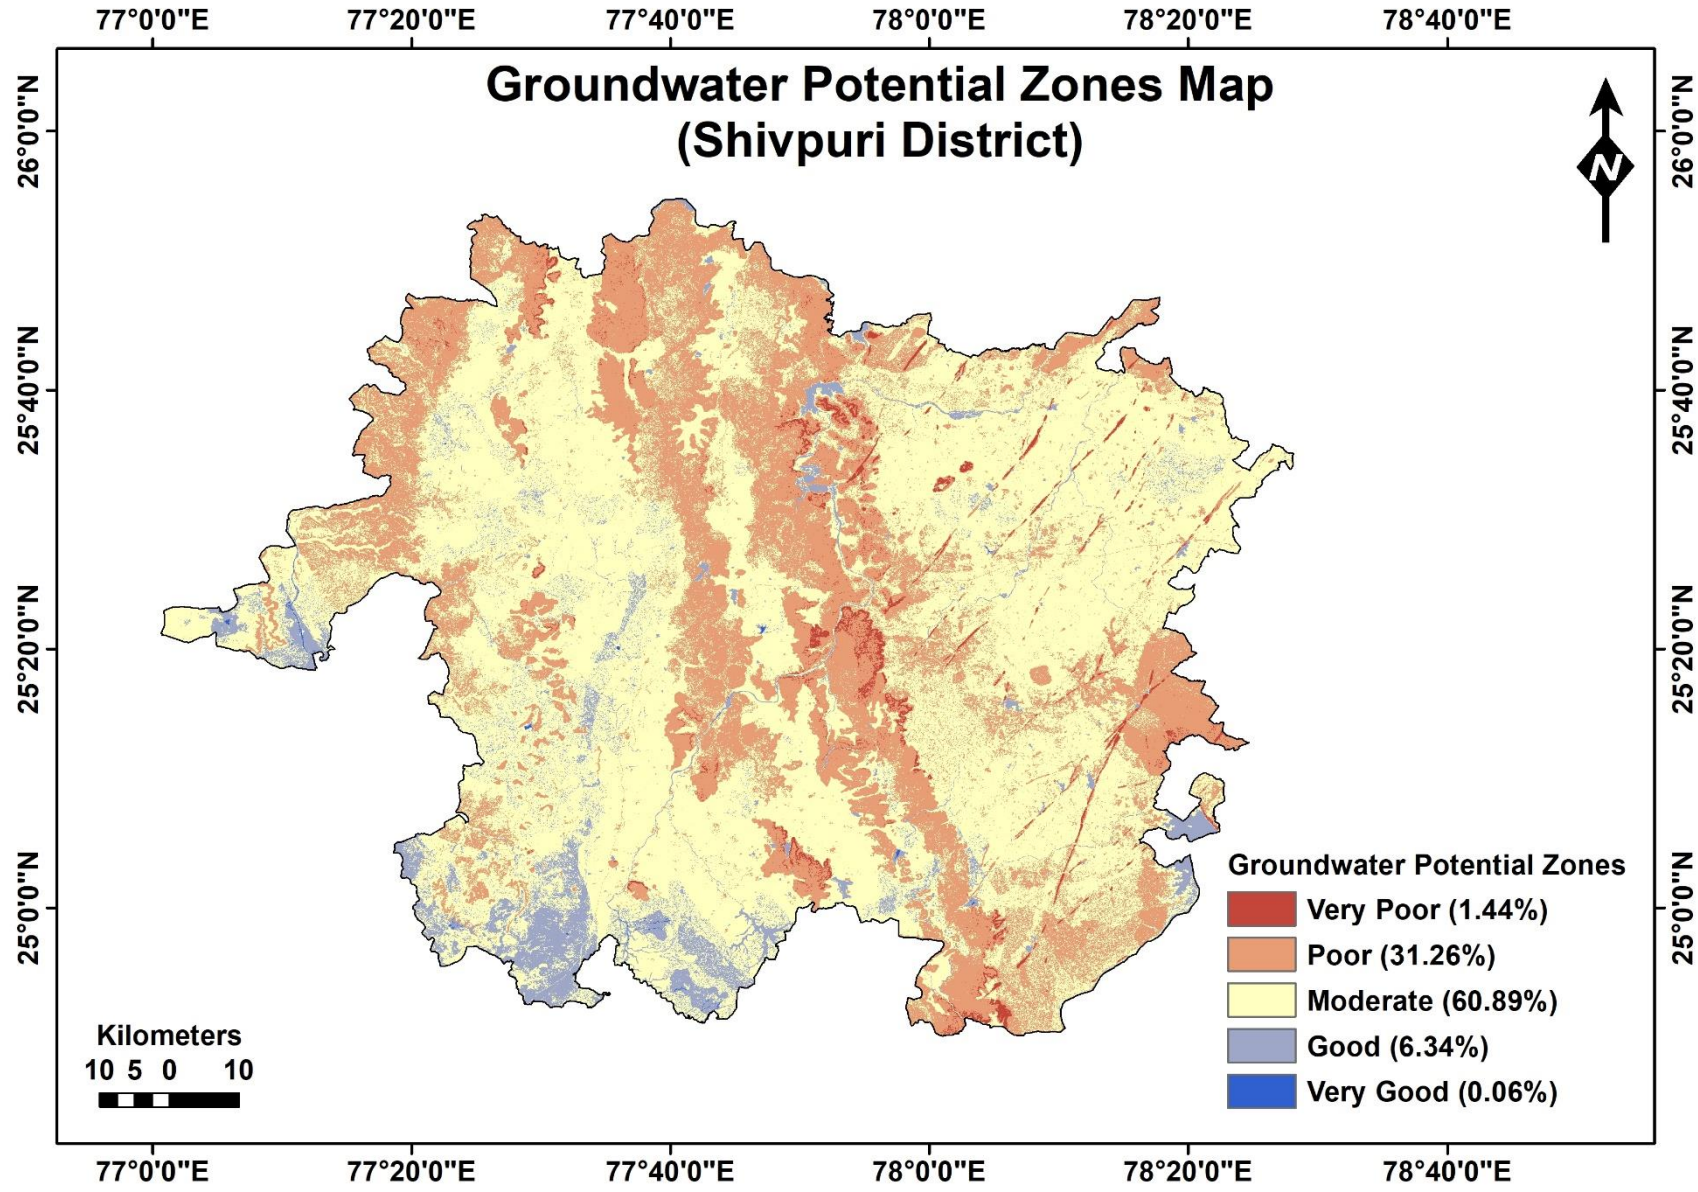 77°0'0"E 77°20'0"E 77°40'0"E 78°0'0"E 78°20'0"E 78°40'0"E
Groundwater Potential Zones Map
(Shivpuri District)
N
26°0'0"N 26°0'0"N
25°40'0"N 25°40'0"N
25°20'0"N 25°20'0"N
25°0'0"N 25°0'0"N
Groundwater Potential Zones
Very Poor (1.44%)
Poor (31.26%)
Moderate (60.89%)
Good (6.34%)
Very Good (0.06%)
Kilometers
10 5 0 10
77°0'0"E 77°20'0"E 77°40'0"E 78°0'0"E 78°20'0"E 78°40'0"E